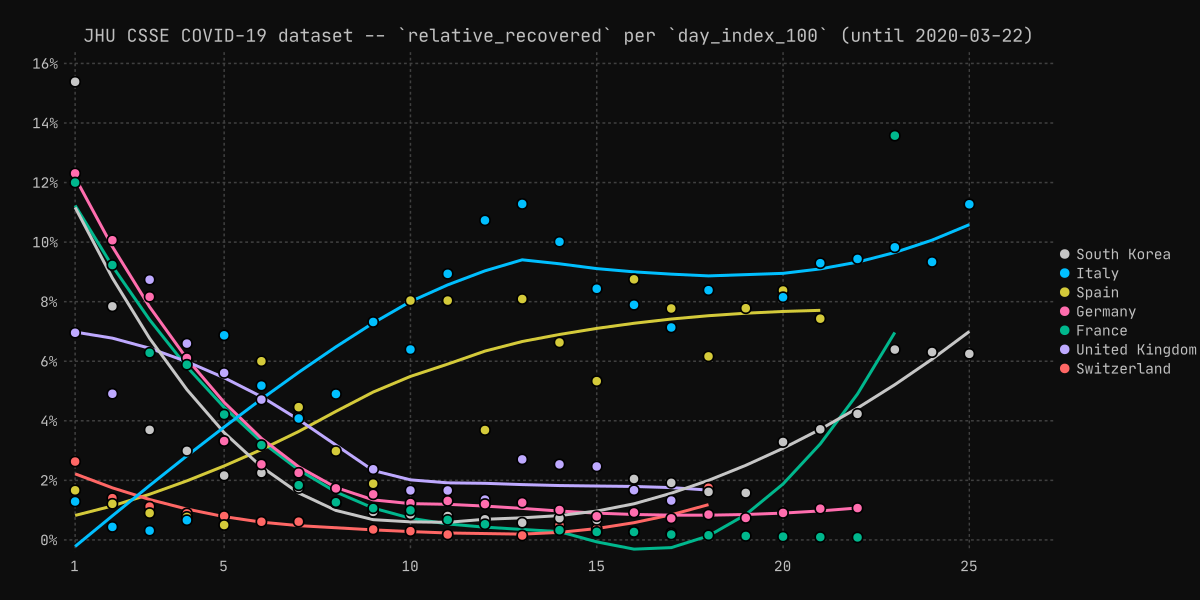 JHU CSSE COVID-19 dataset -- `relative_recovered` per `day_index_100` (until 2020-03-22)
16%
14%
12%
10%
8%
6%
4%
2%
0%
1 5 10 15 20 25
South Korea
Italy
Spain
Germany
France
United Kingdom
Switzerland